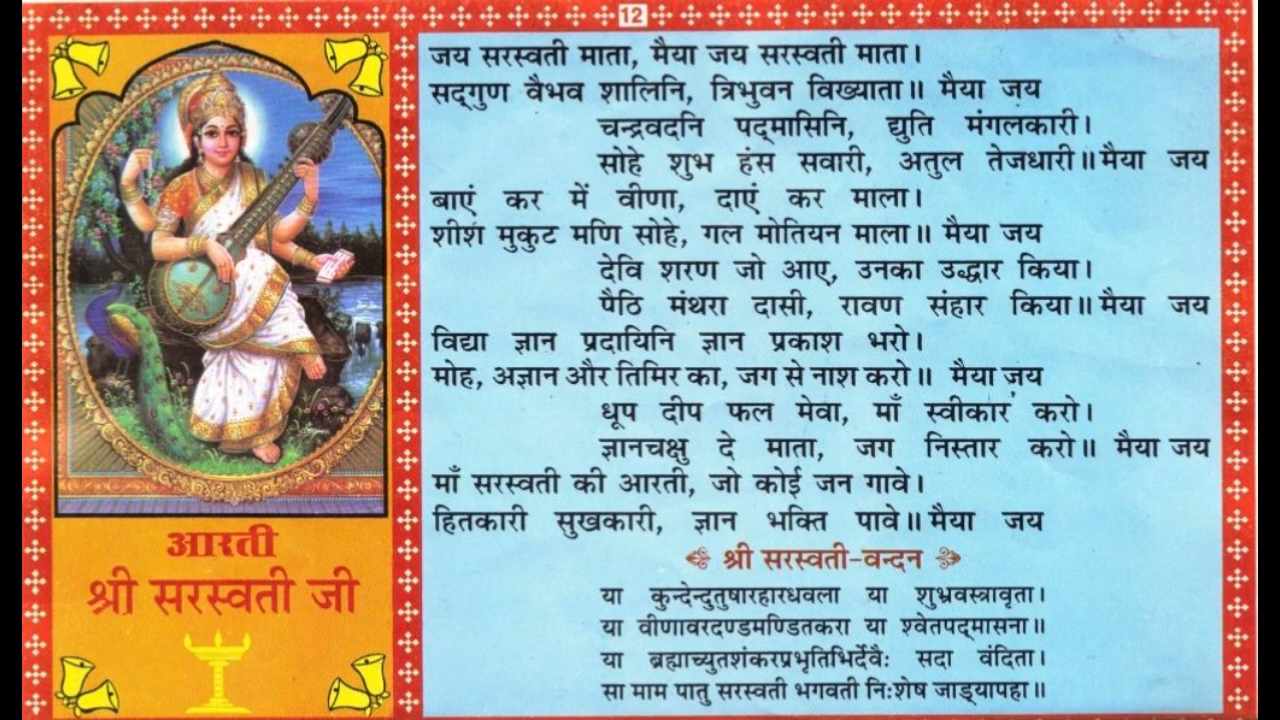 12
जय सरस्वती माता, मैया जय सरस्वती माता।
सद्‌गुण वैभव शालिनि, त्रिभुवन विख्याता॥ मैया जय
चन्द्रवदनि पद्‌मासिनि, द्युति मंगलकारी।
सोहे शुभ हंस सवारी, अतुल तेजधारी॥ मैया जय
बाएं कर में वीणा, दाएं कर माला।
शीश मुकुट मणि सोहे, गल मोतियन माला॥ मैया जय
देवि शरण जो आए, उनका उद्धार किया।
पैठि मंथरा दासी, रावण संहार किया॥ मैया जय
विद्या ज्ञान प्रदायिनि ज्ञान प्रकाश भरो।
मोह, अज्ञान और तिमिर का, जग से नाश करो॥ मैया जय
धूप दीप फल मेवा, माँ स्वीकार करो।
ज्ञानचक्षु दे माता, जग निस्तार करो॥ मैया जय
माँ सरस्वती की आरती, जो कोई जन गावे।
हितकारी सुखकारी, ज्ञान भक्ति पावे॥ मैया जय
श्री सरस्वती-वन्दन
या कुन्देन्दुतुषारहारधवला या शुभ्रवस्त्रावृता।
या वीणावरदण्डमण्डितकरा या श्वेतपद्‌मासना॥
या ब्रह्माच्युतशंकरप्रभृतिभिर्देवैः सदा वंदिता।
सा माम पातु सरस्वती भगवती निःशेष जाड्यापहा॥
आरती
श्री सरस्वती जी